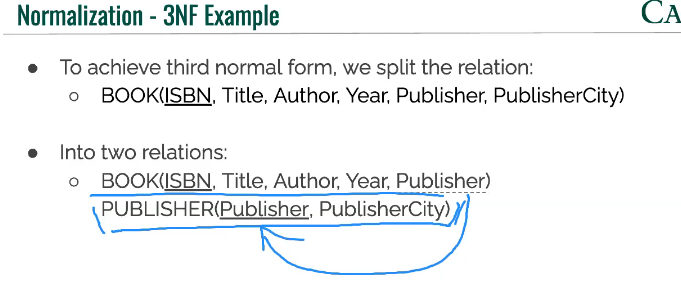 Normalization - 3NF Example
CA
● To achieve third normal form, we split the relation:
○ BOOK(ISBN, Title, Author, Year, Publisher, PublisherCity)
● Into two relations:
○ BOOK(ISBN, Title, Author, Year, Publisher)
PUBLISHER(Publisher, PublisherCity)